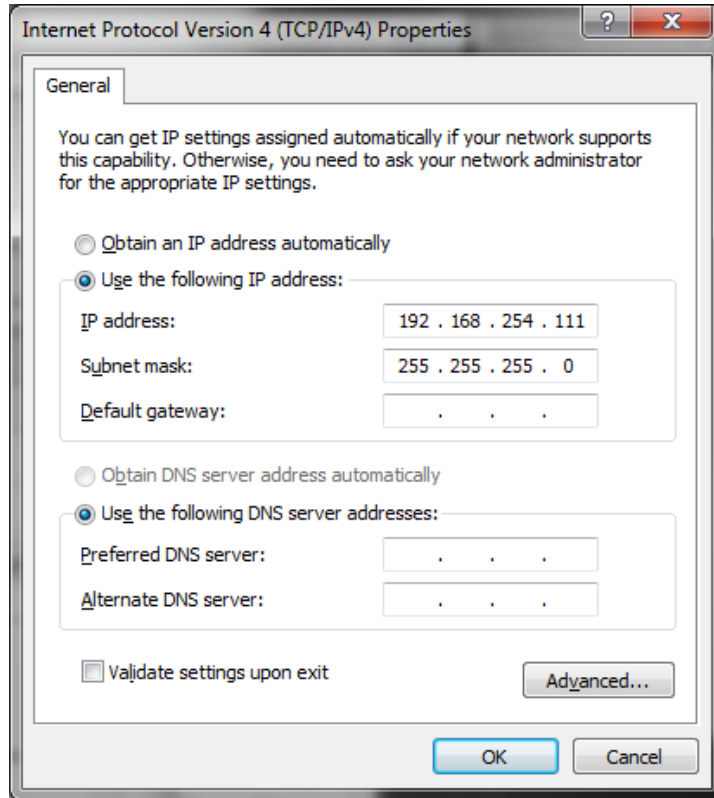 Internet Protocol Version 4 (TCP/IPv4) Properties
?
X
General
You can get IP settings assigned automatically if your network supports
this capability. Otherwise, you need to ask your network administrator
for the appropriate IP settings.
Obtain an IP address automatically
Use the following IP address:
IP address: 192 . 168 . 254 . 111
Subnet mask: 255 . 255 . 255 . 0
Default gateway: . . .
Obtain DNS server address automatically
Use the following DNS server addresses:
Preferred DNS server: . . .
Alternate DNS server: . . .
Validate settings upon exit
Advanced...
OK Cancel